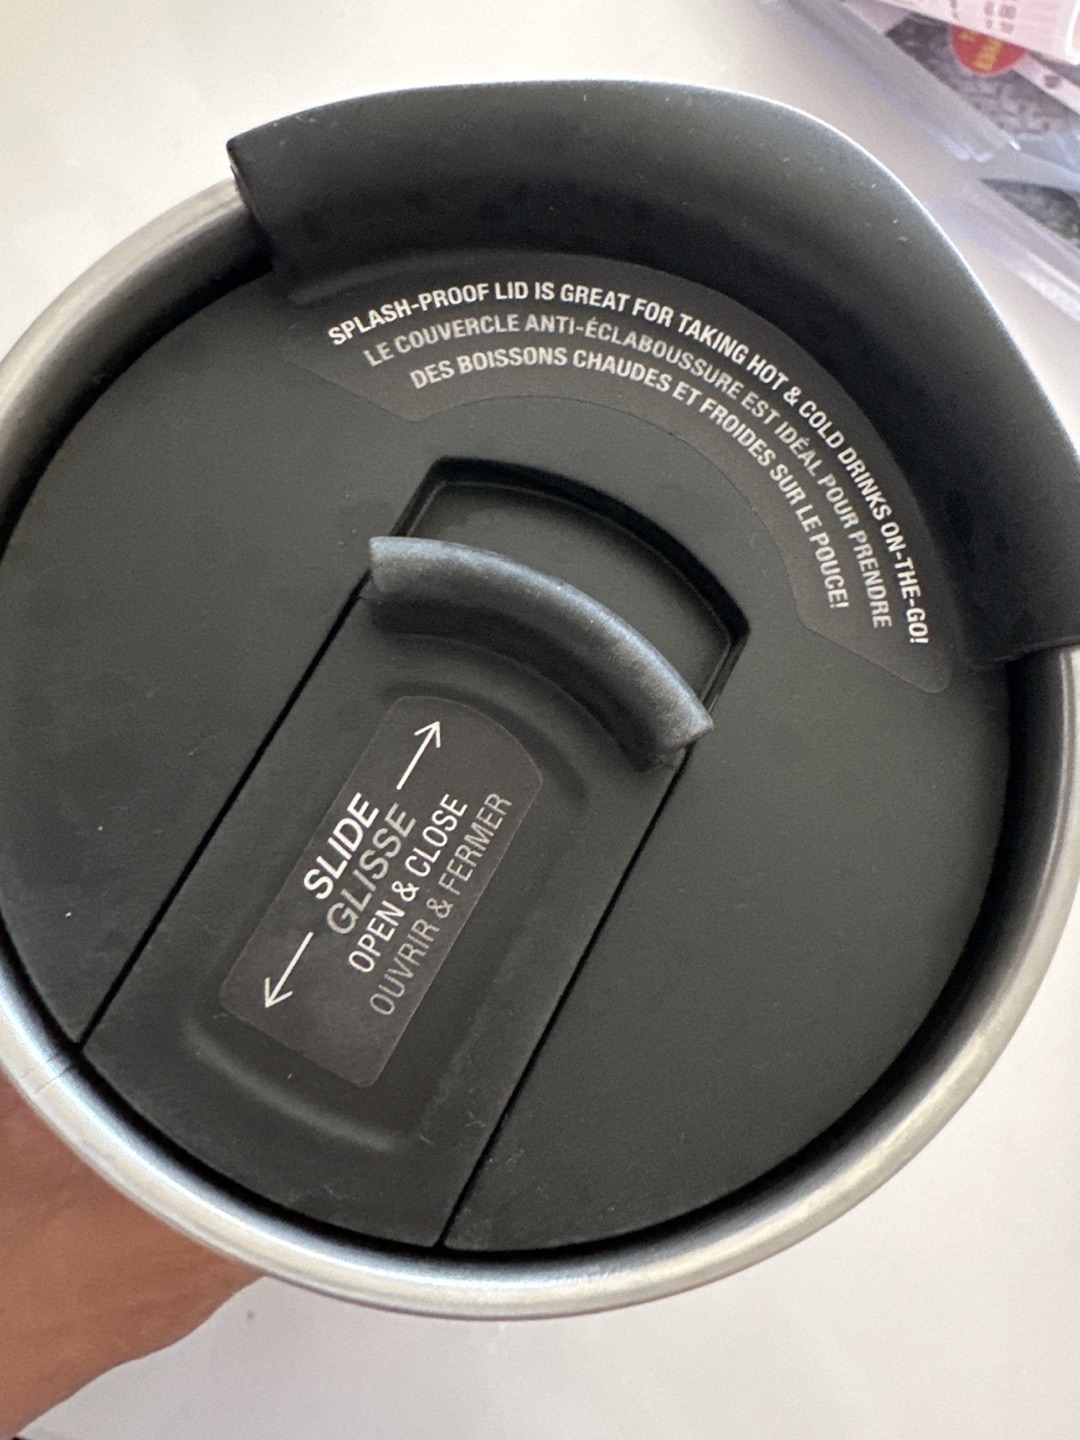 SPLASH-PROOF LID IS GREAT FOR TAKING HOT & COLD DRINKS ON-THE-GO!
LE COUVERCLE ANTI-ÉCLABOUSSURE EST IDÉAL POUR PRENDRE
DES BOISSONS CHAUDES ET FROIDES SUR LE POUCE!
SLIDE
GLISSE
OPEN & CLOSE
OUVRIR & FERMER